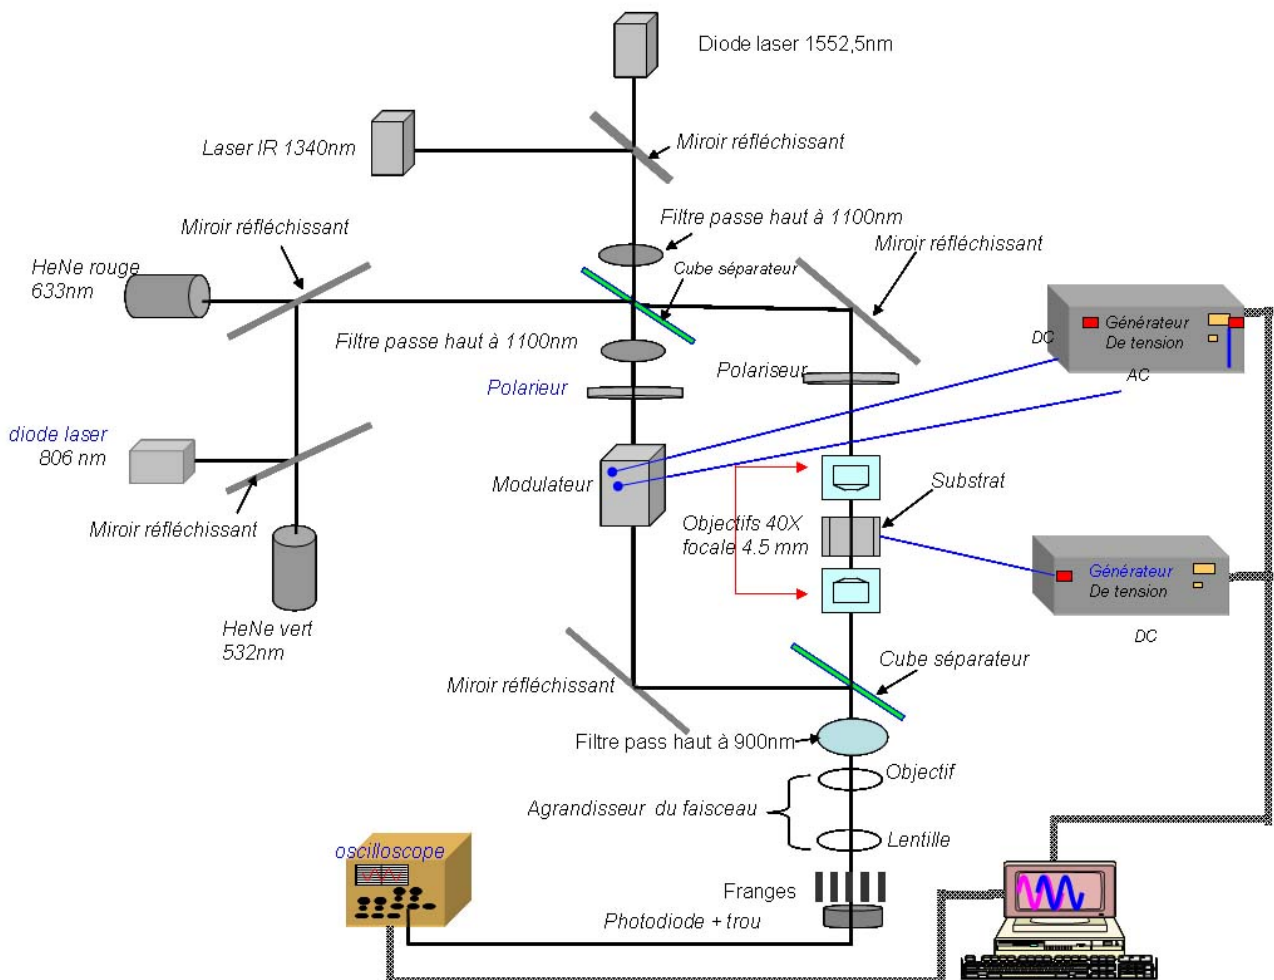 Diode laser 1552,5nm
Laser IR 1340nm
Miroir réfléchissant
Filtre passe haut à 1100nm
Miroir réfléchissant
Miroir réfléchissant
HeNe rouge
633nm
Cube séparateur
Filtre passe haut à 1100nm
Polariseur
Polarieur
DC
Générateur
De tension
AC
diode laser
806 nm
Modulateur
Substrat
Miroir réfléchissant
Objectifs 40X
focale 4.5 mm
Générateur
De tension
DC
HeNe vert
532nm
Miroir réfléchissant
Cube séparateur
Filtre pass haut à 900nm
Objectif
Agrandisseur du faisceau
Lentille
oscilloscope
Franges
Photodiode + trou